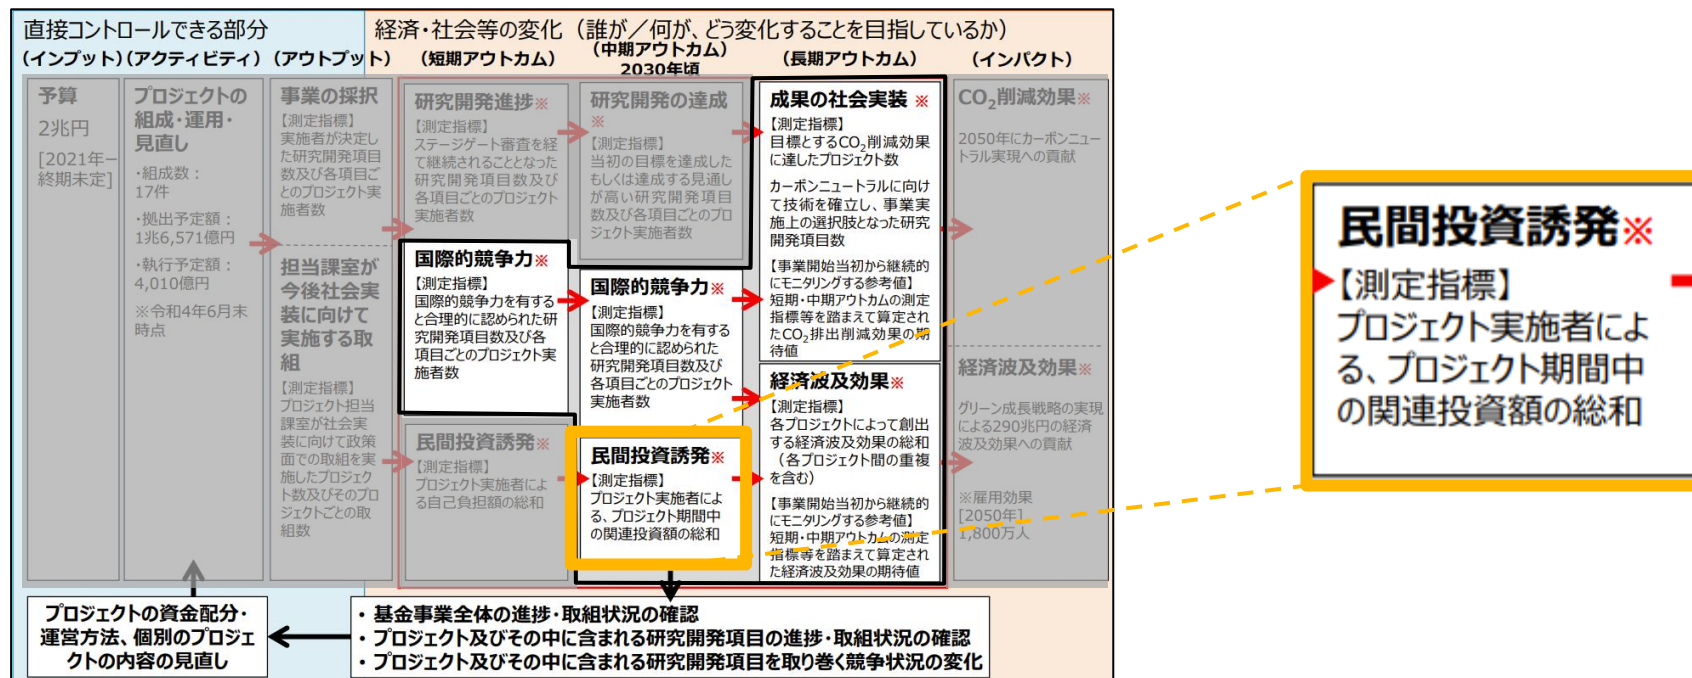 直接コントロールできる部分
経済・社会等の変化（誰が／何が、どう変化することを目指しているか）
（インプット）
（アクティビティ）
（アウトプット）
（短期アウトカム）
（中期アウトカム）
2030年頃
（長期アウトカム）
（インパクト）
予算
2兆円
[2021年－
終期未定]
プロジェクトの
組成・運用・
見直し
・組成数：
17件
・拠出予定額：
1兆6,571億円
・執行予定額：
4,010億円
※令和4年6月末
時点
事業の採択
【測定指標】
実施者が決定し
た研究開発項目
数及び各項目ご
とのプロジェクト実
施者数
担当課室が
今後社会実
装に向けて
実施する取
組
【測定指標】
プロジェクト担当
課室が社会実
装に向けて政策
面での取組を実
施したプロジェク
ト数及びそのプロ
ジェクトごとの取
組数
研究開発進捗※
【測定指標】
ステージゲート審査を経
て継続されることとなった
研究開発項目数及び
各項目ごとのプロジェクト
実施者数
国際的競争力※
【測定指標】
国際的競争力を有する
と合理的に認められた研
究開発項目数及び各
項目ごとのプロジェクト実
施者数
民間投資誘発※
【測定指標】
プロジェクト実施者によ
る自己負担額の総和
研究開発の達成
※
【測定指標】
当初の目標を達成した
もしくは達成する見通し
が高い研究開発項目
数及び各項目ごとのプロ
ジェクト実施者数
国際的競争力※
【測定指標】
国際的競争力を有する
と合理的に認められた
研究開発項目数及び
各項目ごとのプロジェクト
実施者数
民間投資誘発※
【測定指標】
プロジェクト実施者によ
る、プロジェクト期間中
の関連投資額の総和
成果の社会実装 ※
【測定指標】
目標とするCO₂削減効果
に達したプロジェクト数
カーボンニュートラルに向け
て技術を確立し、事業実
施上の選択肢となった研究
開発項目数
【事業開始当初から継続的
にモニタリングする参考値】
短期・中期アウトカムの測定
指標等を踏まえて算定され
たCO₂排出削減効果の期
待値
経済波及効果※
【測定指標】
各プロジェクトによって創出
する経済波及効果の総和
（各プロジェクト間の重複
を含む）
【事業開始当初から継続的
にモニタリングする参考値】
短期・中期アウトカムの測定
指標等を踏まえて算定され
た経済波及効果の期待値
CO₂削減効果※
2050年にカーボンニュー
トラル実現への貢献
経済波及効果※
グリーン成長戦略の実現
による290兆円の経済
波及効果への貢献
※雇用効果
[2050年]
1,800万人
プロジェクトの資金配分・
運営方法、個別のプロジェ
クトの内容の見直し
・ 基金事業全体の進捗・取組状況の確認
・ プロジェクト及びその中に含まれる研究開発項目の進捗・取組状況の確認
・ プロジェクト及びその中に含まれる研究開発項目を取り巻く競争状況の変化
民間投資誘発※
【測定指標】
プロジェクト実施者によ
る、プロジェクト期間中
の関連投資額の総和